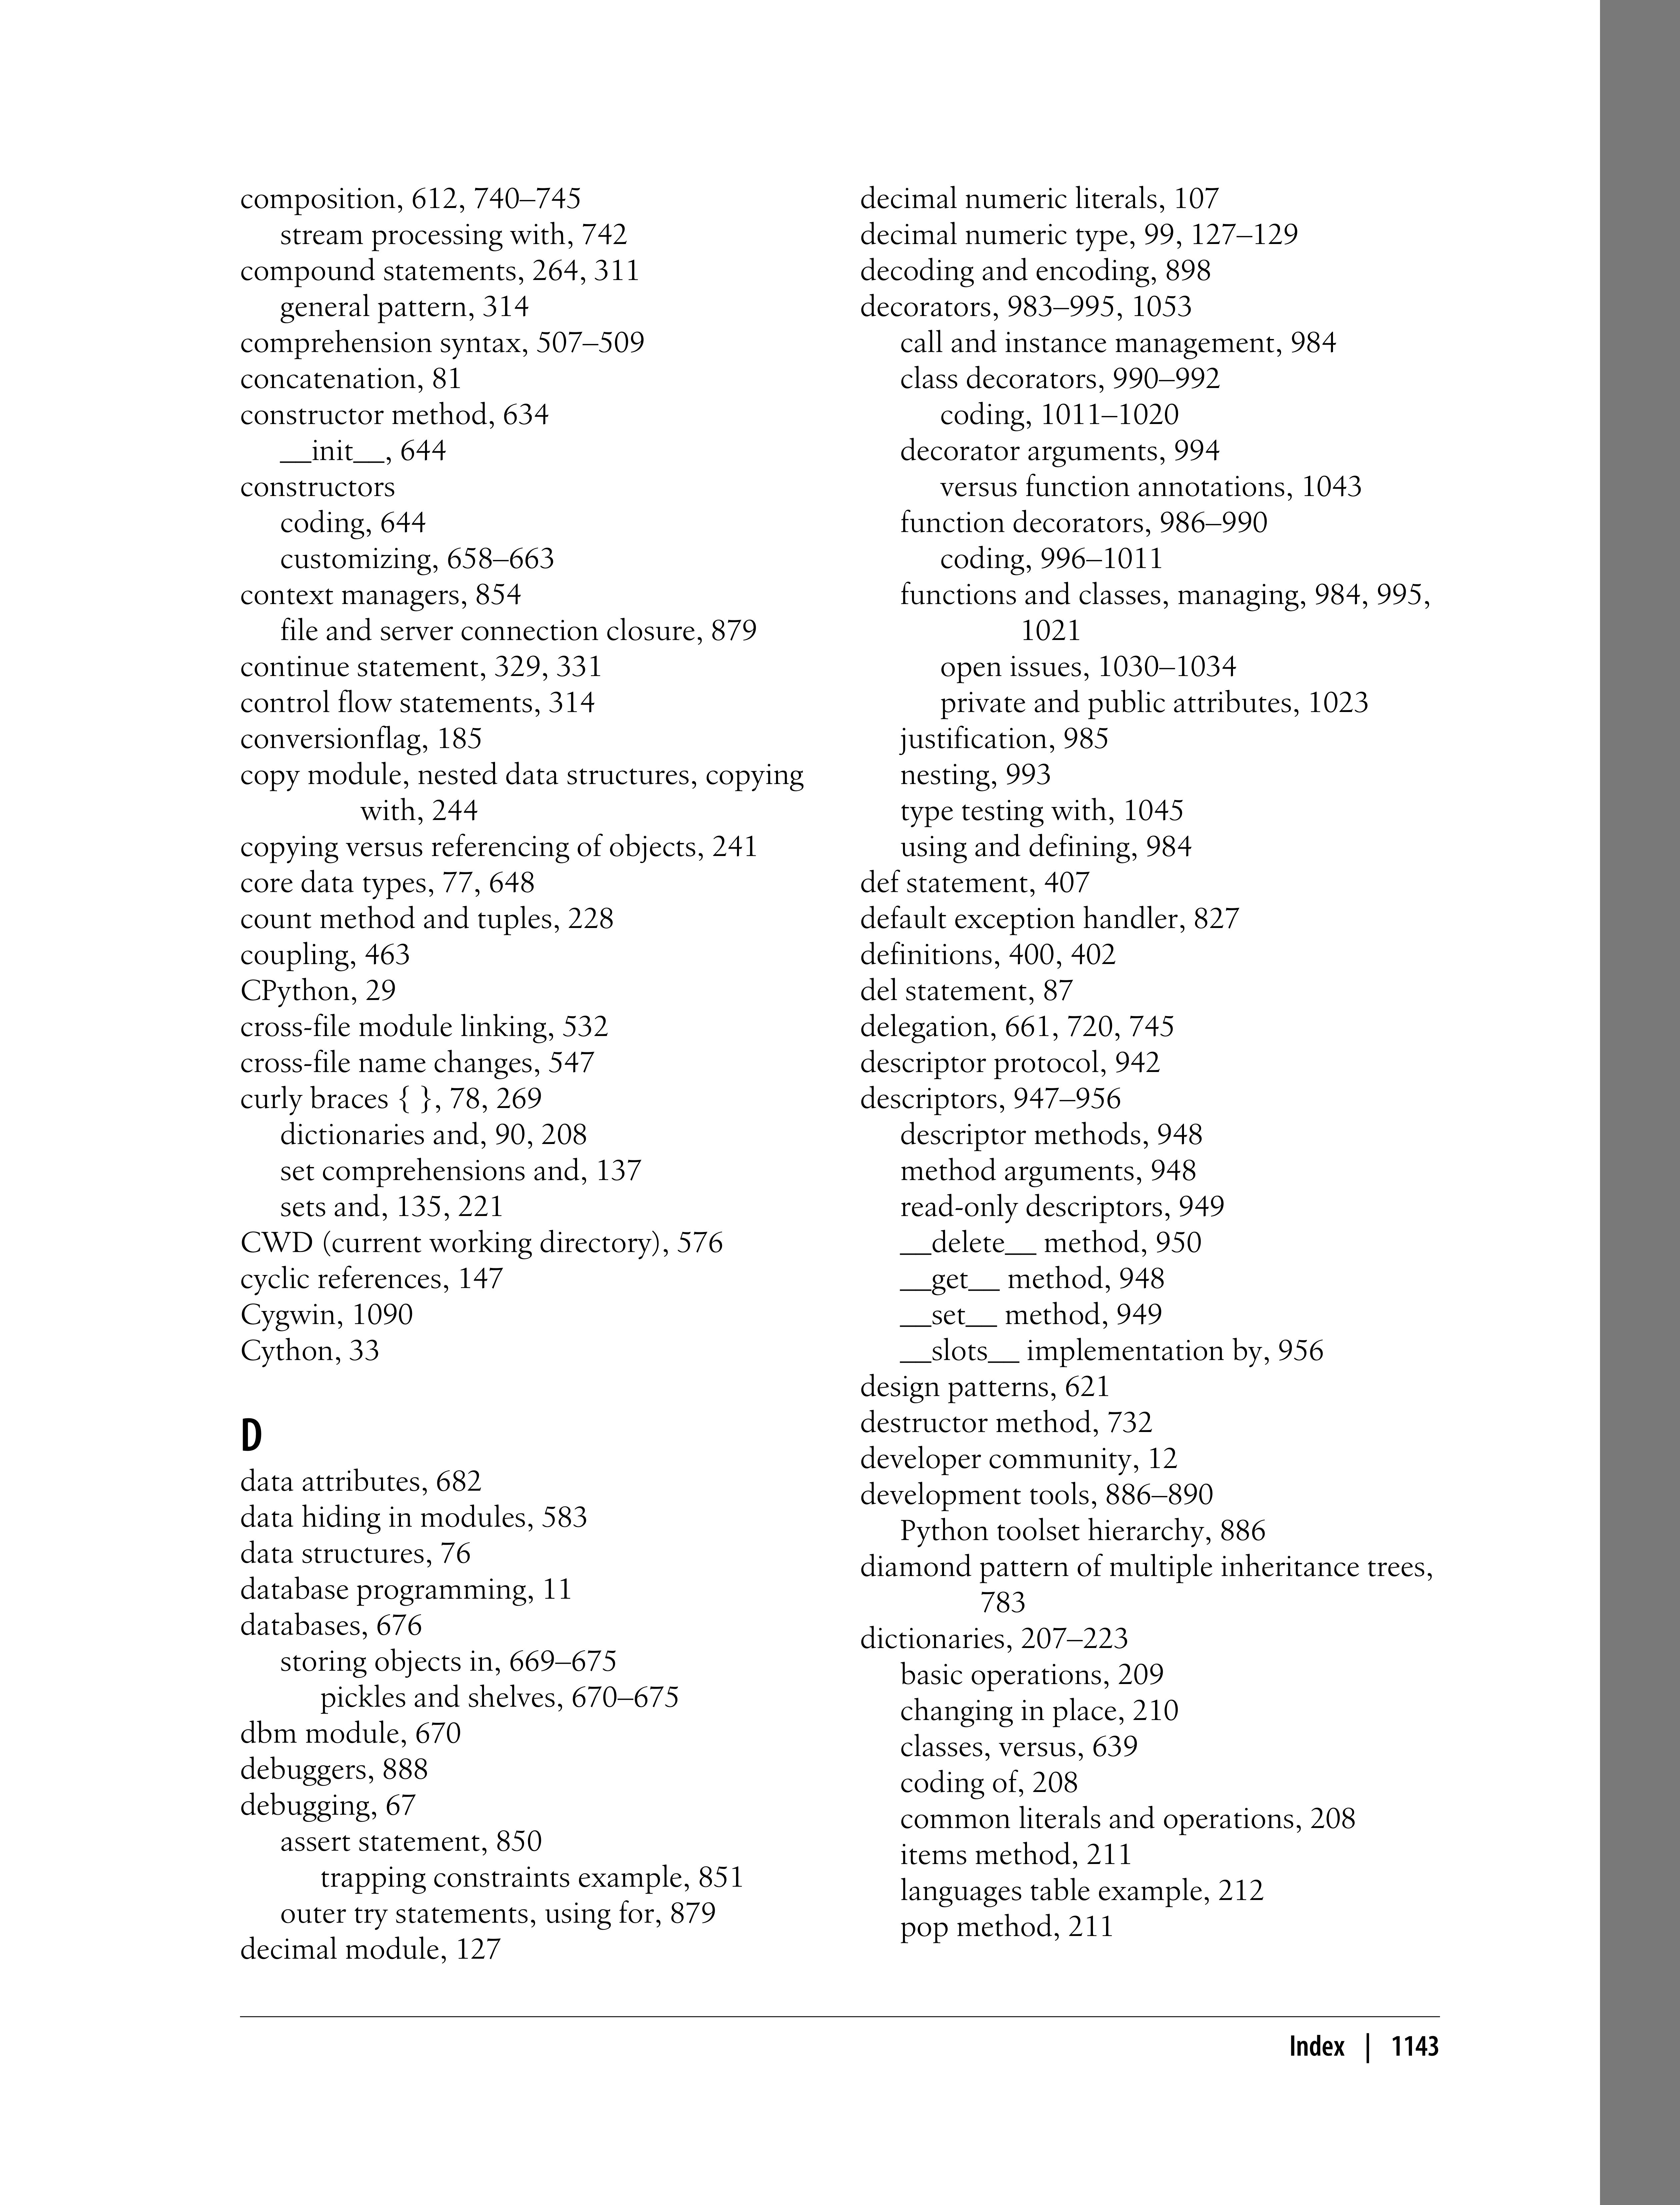 composition, 612, 740–745
stream processing with, 742
compound statements, 264, 311
general pattern, 314
comprehension syntax, 507–509
concatenation, 81
constructor method, 634
__init__, 644
constructors
coding, 644
customizing, 658–663
context managers, 854
file and server connection closure, 879
continue statement, 329, 331
control flow statements, 314
conversionflag, 185
copy module, nested data structures, copying
with, 244
copying versus referencing of objects, 241
core data types, 77, 648
count method and tuples, 228
coupling, 463
CPython, 29
cross-file module linking, 532
cross-file name changes, 547
curly braces { }, 78, 269
dictionaries and, 90, 208
set comprehensions and, 137
sets and, 135, 221
CWD (current working directory), 576
cyclic references, 147
Cygwin, 1090
Cython, 33
D
data attributes, 682
data hiding in modules, 583
data structures, 76
database programming, 11
databases, 676
storing objects in, 669–675
pickles and shelves, 670–675
dbm module, 670
debuggers, 888
debugging, 67
assert statement, 850
trapping constraints example, 851
outer try statements, using for, 879
decimal module, 127
decimal numeric literals, 107
decimal numeric type, 99, 127–129
decoding and encoding, 898
decorators, 983–995, 1053
call and instance management, 984
class decorators, 990–992
coding, 1011–1020
decorator arguments, 994
versus function annotations, 1043
function decorators, 986–990
coding, 996–1011
functions and classes, managing, 984, 995,
1021
open issues, 1030–1034
private and public attributes, 1023
justification, 985
nesting, 993
type testing with, 1045
using and defining, 984
def statement, 407
default exception handler, 827
definitions, 400, 402
del statement, 87
delegation, 661, 720, 745
descriptor protocol, 942
descriptors, 947–956
descriptor methods, 948
method arguments, 948
read-only descriptors, 949
__delete__ method, 950
__get__ method, 948
__set__ method, 949
__slots__ implementation by, 956
design patterns, 621
destructor method, 732
developer community, 12
development tools, 886–890
Python toolset hierarchy, 886
diamond pattern of multiple inheritance trees,
783
dictionaries, 207–223
basic operations, 209
changing in place, 210
classes, versus, 639
coding of, 208
common literals and operations, 208
items method, 211
languages table example, 212
pop method, 211
Index | 1143